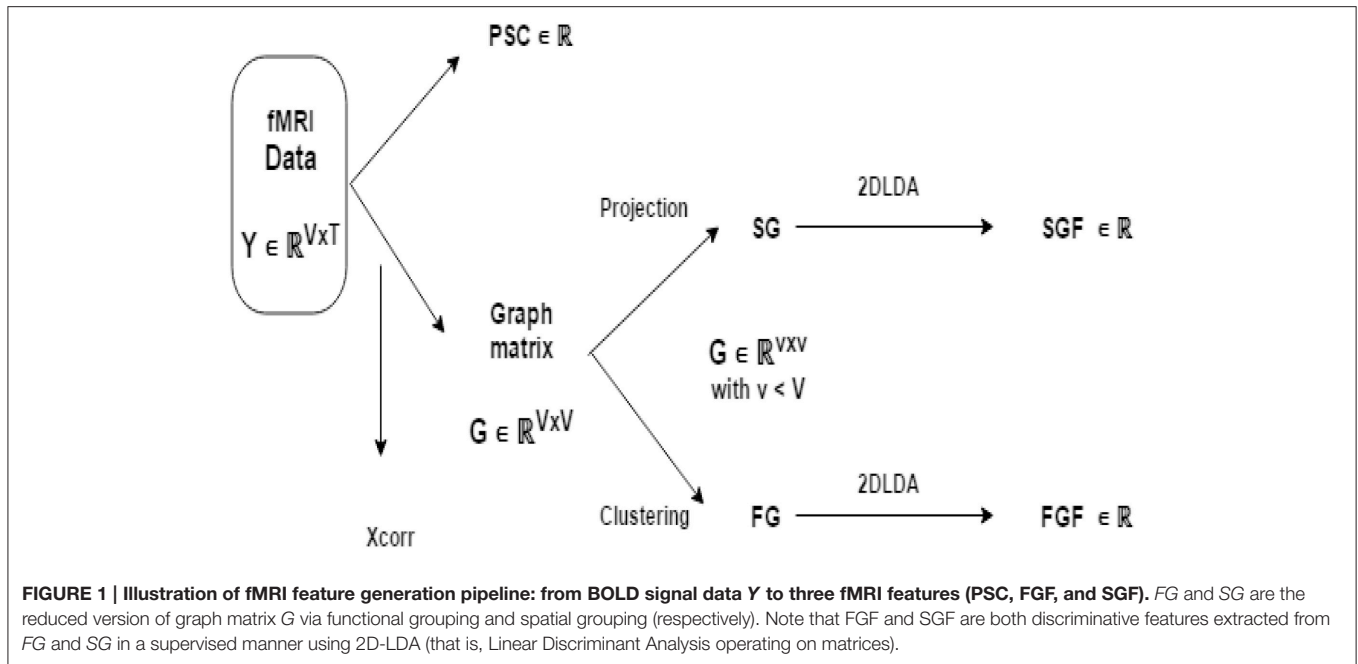 PSC ∈ ℝ
fMRI
Data
Y ∈ ℝVxT
Projection
SG
2DLDA
SGF ∈ ℝ
Graph
matrix
G ∈ ℝVxV
G ∈ ℝvxv
with v < V
Clustering
FG
2DLDA
FGF ∈ ℝ
Xcorr
FIGURE 1 | Illustration of fMRI feature generation pipeline: from BOLD signal data Y to three fMRI features (PSC, FGF, and SGF). FG and SG are the
reduced version of graph matrix G via functional grouping and spatial grouping (respectively). Note that FGF and SGF are both discriminative features extracted from
FG and SG in a supervised manner using 2D-LDA (that is, Linear Discriminant Analysis operating on matrices).